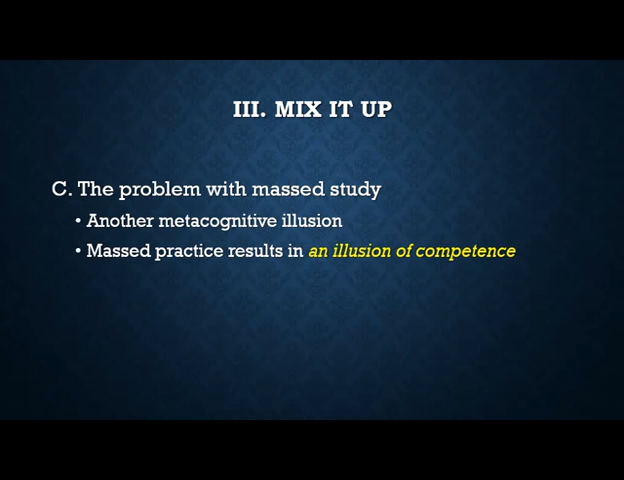 III. MIX IT UP
C. The problem with massed study
• Another metacognitive illusion
• Massed practice results in an illusion of competence